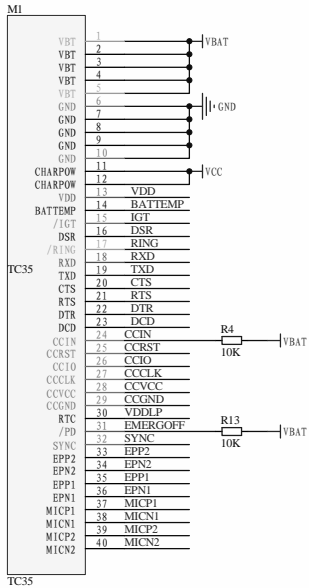 M1
VBT 1 VBAT
VBT 2
VBT 3
VBT 4
VBT 5
GND 6 GND
GND 7
GND 8
GND 9
GND 10
CHARPOW 11 VCC
CHARPOW 12
VDD 13 VDD
BATTEMP 14 BATTEMP
/IGT 15 IGT
DSR 16 DSR
/RING 17 RING
RXD 18 RXD
TC35 TXD 19 TXD
CTS 20 CTS
RTS 21 RTS
DTR 22 DTR
DCD 23 DCD R4
CCIN 24 CCIN VBAT
CCRST 25 CCRST 10K
CCIO 26 CCIO
CCCLK 27 CCCLK
CCVCC 28 CCVCC
CCGND 29 CCGND
RTC 30 VDDLP R13
/PD 31 EMERGOFF VBAT
SYNC 32 SYNC 10K
EPP2 33 EPP2
EPN2 34 EPN2
EPP1 35 EPP1
EPN1 36 EPN1
MICP1 37 MICP1
MICN1 38 MICN1
MICP2 39 MICP2
MICN2 40 MICN2
TC35